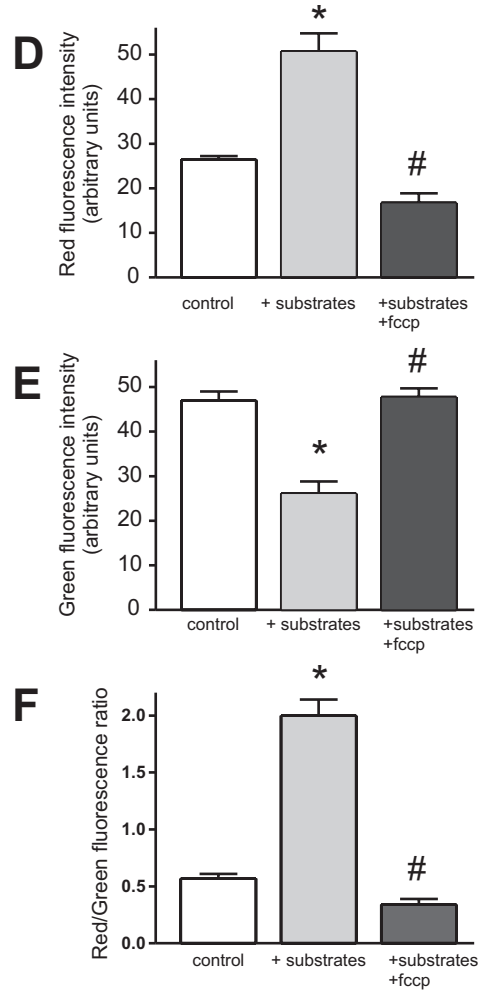 D
Red fluorescence intensity
(arbitrary units)
50
40
30
20
10
0
*
#
control
+ substrates
+substrates
+fccp
E
Green fluorescence intensity
(arbitrary units)
50
40
30
20
10
0
*
#
control
+ substrates
+substrates
+fccp
F
Red/Green fluorescence ratio
2.0
1.5
1.0
0.5
0.0
*
#
control
+ substrates
+substrates
+fccp